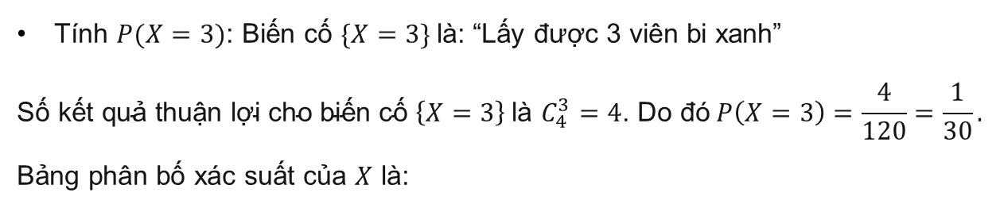 • Tính P(X = 3): Biến cố {X = 3} là: “Lấy được 3 viên bi xanh”
Số kết quả thuận lợi cho biến cố {X = 3} là $C_4^3 = 4$. Do đó $P(X = 3) = \frac{4}{120} = \frac{1}{30}$.
Bảng phân bố xác suất của X là: